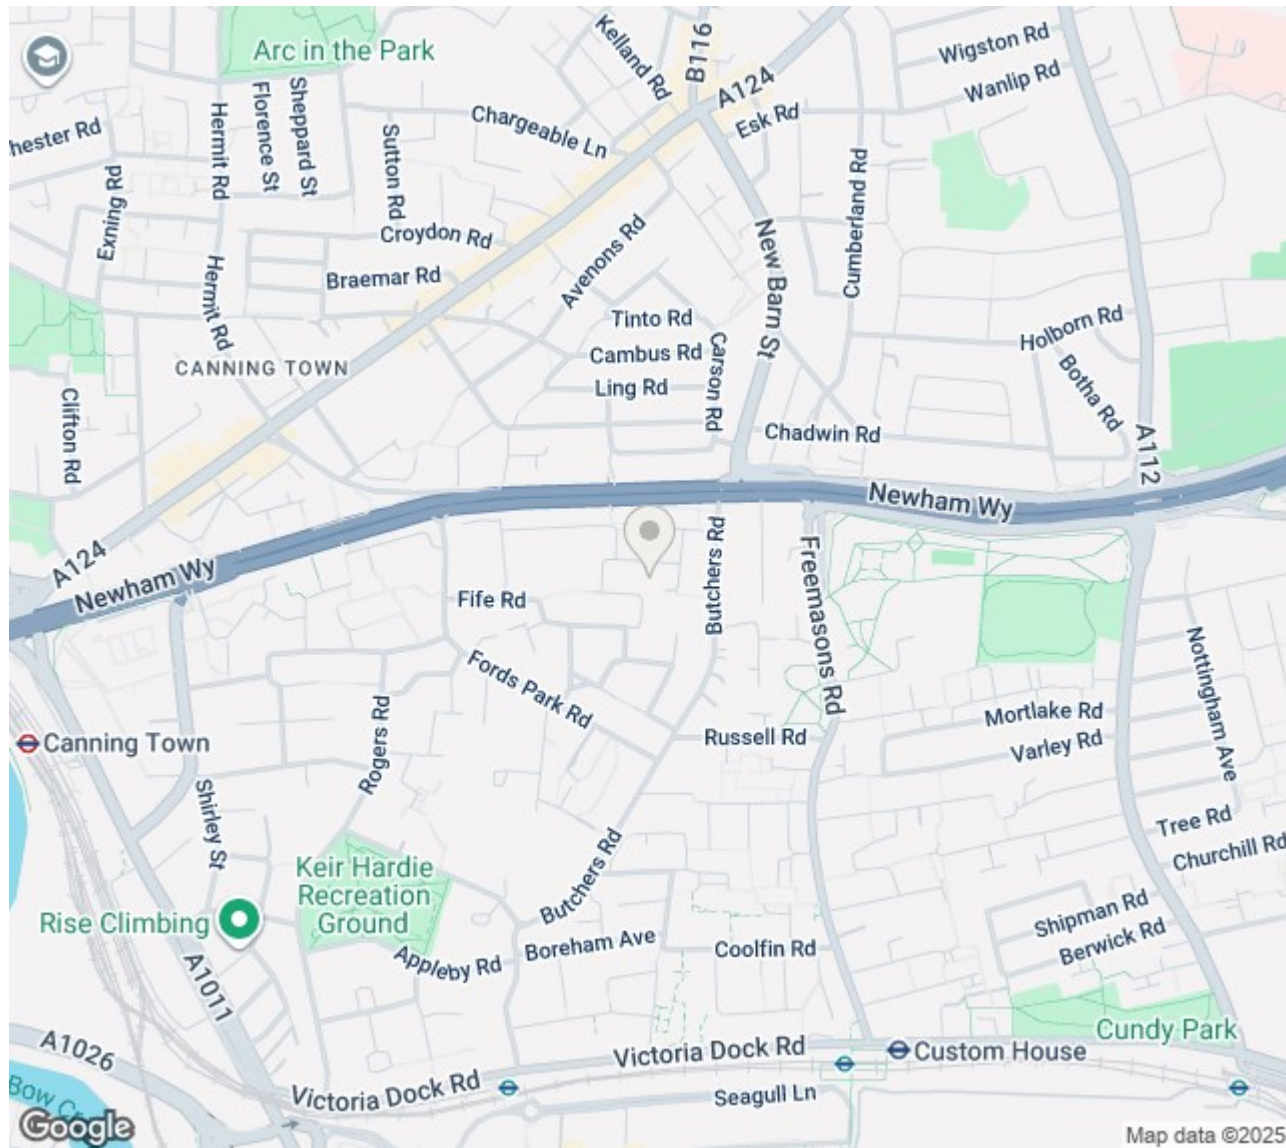 Arc in the Park
Kelland Rd
B116
A124
Wigston Rd
Wanlip Rd
hester Rd
Hermit Rd
Florence St
Sheppard St
Sutton Rd
Chargeable Ln
Esk Rd
Cumberland Rd
Exning Rd
Croydon Rd
Avenons Rd
New Barn St
Hermit Rd
Braemar Rd
Tinto Rd
Holborn Rd
Cambus Rd
Carson Rd
CANNING TOWN
Ling Rd
Botha Rd
Clifton Rd
Chadwin Rd
A112
Newham Wy
A124
Newham Wy
Butchers Rd
Freemasons Rd
Fife Rd
Fords Park Rd
Nottingham Ave
Rogers Rd
Mortlake Rd
Canning Town
Russell Rd
Varley Rd
Shirley St
Tree Rd
Churchill Rd
Keir Hardie
Recreation
Ground
Butchers Rd
Rise Climbing
Shipman Rd
Appleby Rd
Boreham Ave
Coolfin Rd
Berwick Rd
A1011
Cundy Park
A1026
Victoria Dock Rd
Custom House
Victoria Dock Rd
Seagull Ln
Bow Cr
Google
Map data ©2025